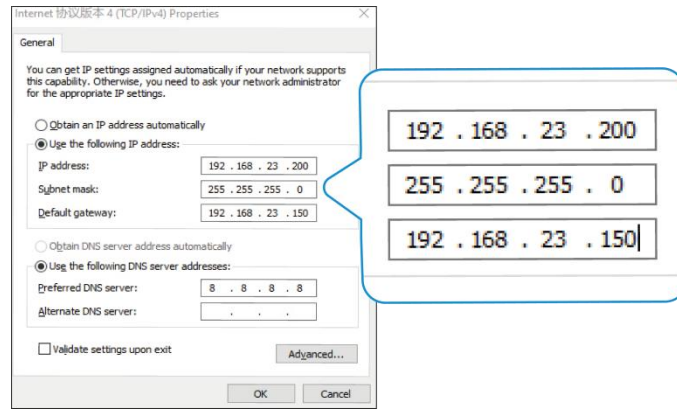 Internet 协议版本 4 (TCP/IPv4) Properties
General
You can get IP settings assigned automatically if your network supports
this capability. Otherwise, you need to ask your network administrator
for the appropriate IP settings.
Obtain an IP address automatically
Use the following IP address:
IP address: 192 . 168 . 23 . 200
Subnet mask: 255 . 255 . 255 . 0
Default gateway: 192 . 168 . 23 . 150
Obtain DNS server address automatically
Use the following DNS server addresses:
Preferred DNS server: 8 . 8 . 8 . 8
Alternate DNS server: . . .
Validate settings upon exit
Advanced...
OK Cancel
192 . 168 . 23 . 200
255 . 255 . 255 . 0
192 . 168 . 23 . 150